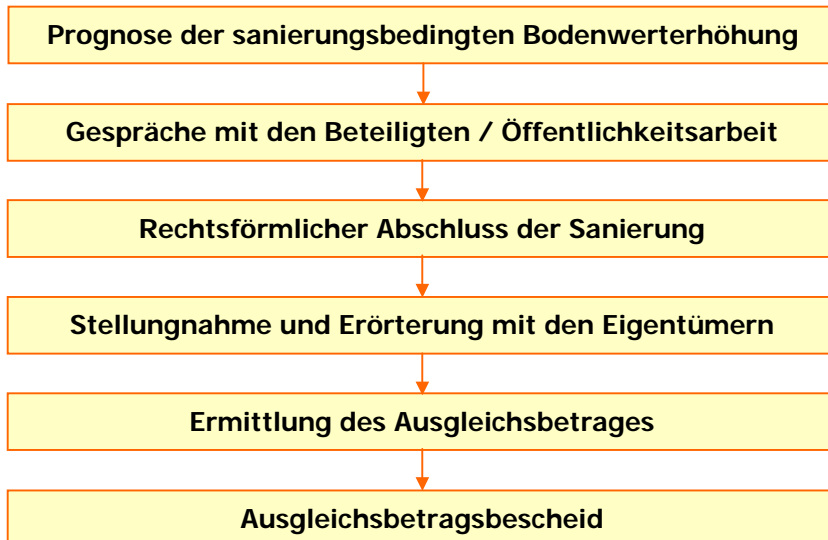 Prognose der sanierungsbedingten Bodenwerterhöhung
Gespräche mit den Beteiligten / Öffentlichkeitsarbeit
Rechtsförmlicher Abschluss der Sanierung
Stellungnahme und Erörterung mit den Eigentümern
Ermittlung des Ausgleichsbetrages
Ausgleichsbetragsbescheid